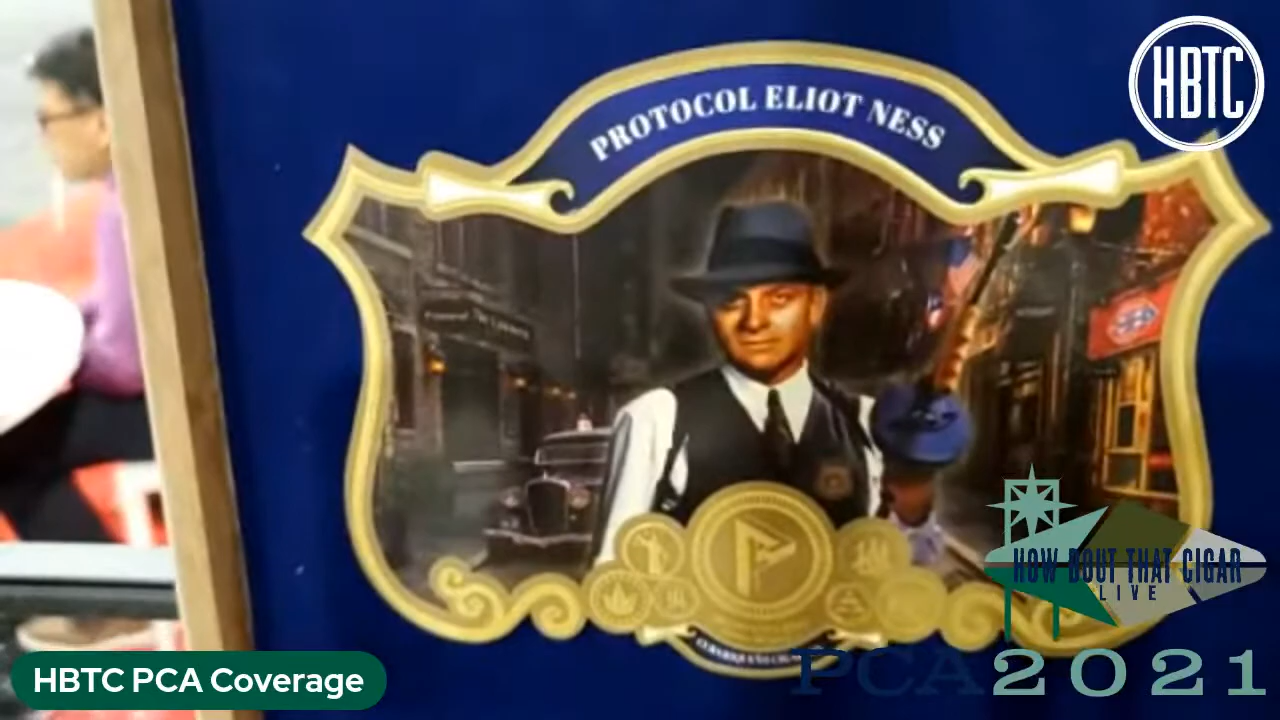 HBTC
PROTOCOL ELIOT NESS
HOW BOUT THAT CIGAR
LIVE
PCA2021
HBTC PCA Coverage